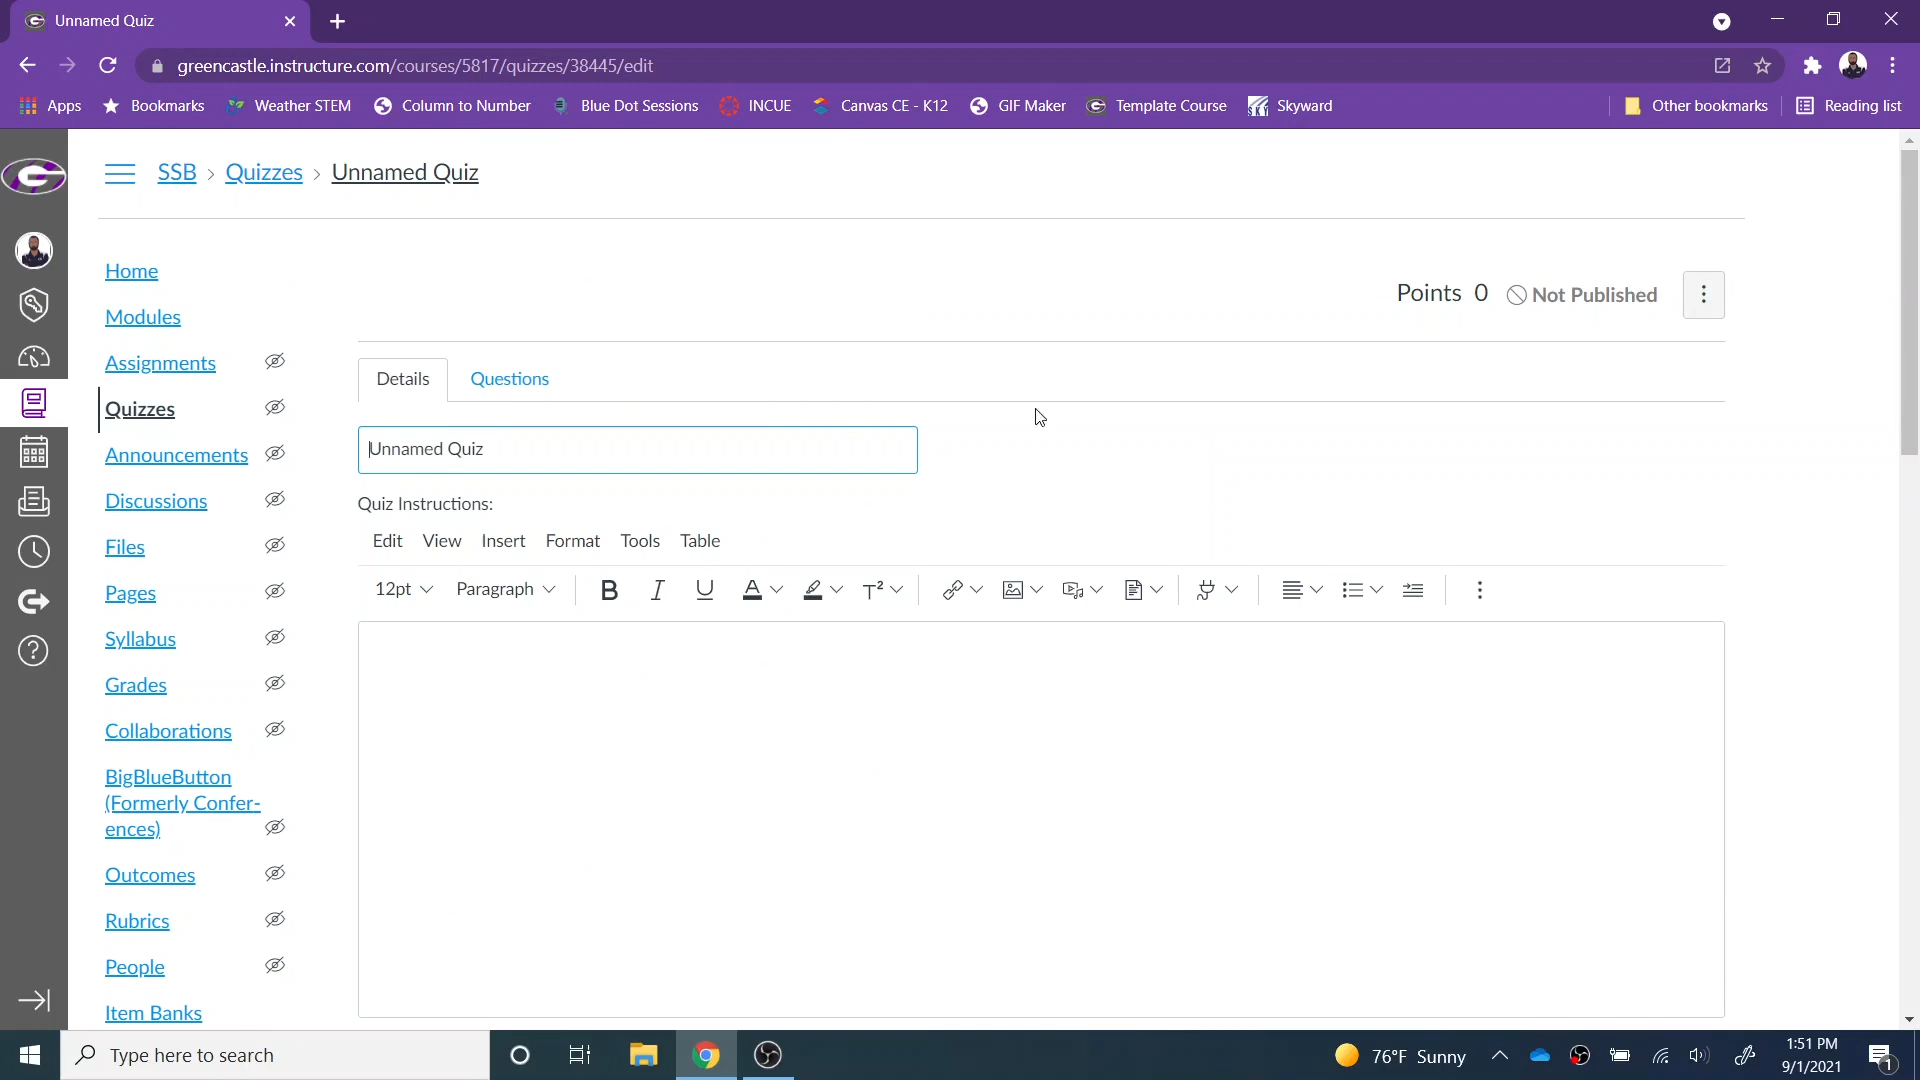 Unnamed Quiz
greencastle.instructure.com/courses/5817/quizzes/38445/edit
Apps Bookmarks Weather STEM Column to Number Blue Dot Sessions INCUE Canvas CE - K12 GIF Maker Template Course Skyward Other bookmarks Reading list
SSB › Quizzes › Unnamed Quiz
Home
Modules
Assignments
Quizzes
Announcements
Discussions
Files
Pages
Syllabus
Grades
Collaborations
BigBlueButton
(Formerly Confer-
ences)
Outcomes
Rubrics
People
Item Banks
Points 0 Not Published
Details Questions
Unnamed Quiz
Quiz Instructions:
Edit View Insert Format Tools Table
12pt Paragraph B I U A T²
Type here to search
76°F Sunny
1:51 PM
9/1/2021
1